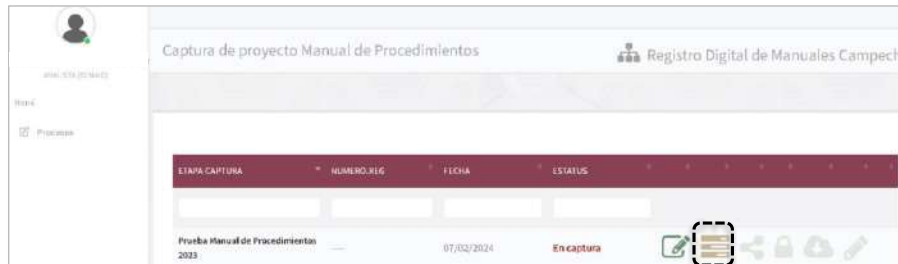 Captura de proyecto Manual de Procedimientos
Registro Digital de Manuales Campech
Menú
Procesos
ETAPA CAPTURA
NUMERO.REG
FECHA
ESTATUS
Prueba Manual de Procedimientos
2023
----
07/02/2024
En captura